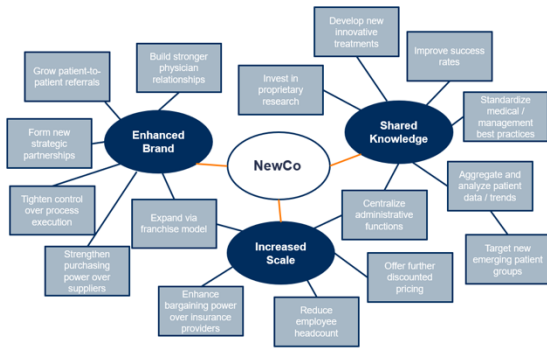 Develop new
innovative
treatments
Build stronger
physician
relationships
Improve success
rates
Grow patient-to-
patient referrals
Invest in
proprietary
research
Standardize
medical /
management
best practices
Enhanced
Brand
Shared
Knowledge
Form new
strategic
partnerships
NewCo
Aggregate and
analyze patient
data / trends
Tighten control
over process
execution
Expand via
franchise model
Centralize
administrative
functions
Strengthen
purchasing
power over
suppliers
Increased
Scale
Target new
emerging patient
groups
Offer further
discounted
pricing
Enhance
bargaining power
over insurance
providers
Reduce
employee
headcount